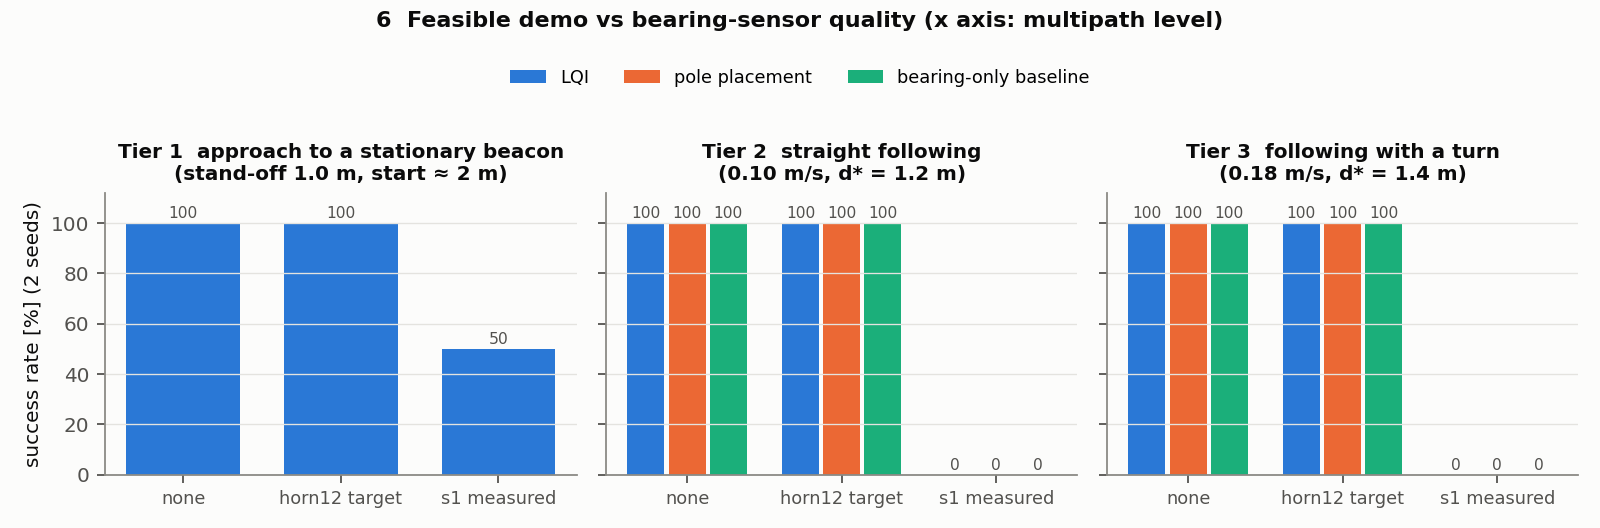 6  Feasible demo vs bearing-sensor quality (x axis: multipath level)
LQI
pole placement
bearing-only baseline
Tier 1  approach to a stationary beacon
(stand-off 1.0 m, start ≈ 2 m)
success rate [%] (2 seeds)
100
80
60
40
20
0
100
100
50
none
horn12 target
s1 measured
Tier 2  straight following
(0.10 m/s, d* = 1.2 m)
100 100 100
100 100 100
0 0 0
none
horn12 target
s1 measured
Tier 3  following with a turn
(0.18 m/s, d* = 1.4 m)
100 100 100
100 100 100
0 0 0
none
horn12 target
s1 measured